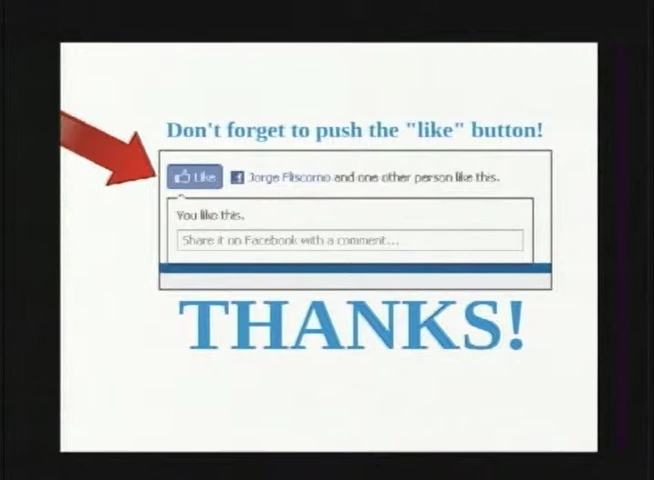 Don't forget to push the "like" button!
Like Jorge Fliscorno and one other person like this.
You like this.
Share it on Facebook with a comment...
THANKS!